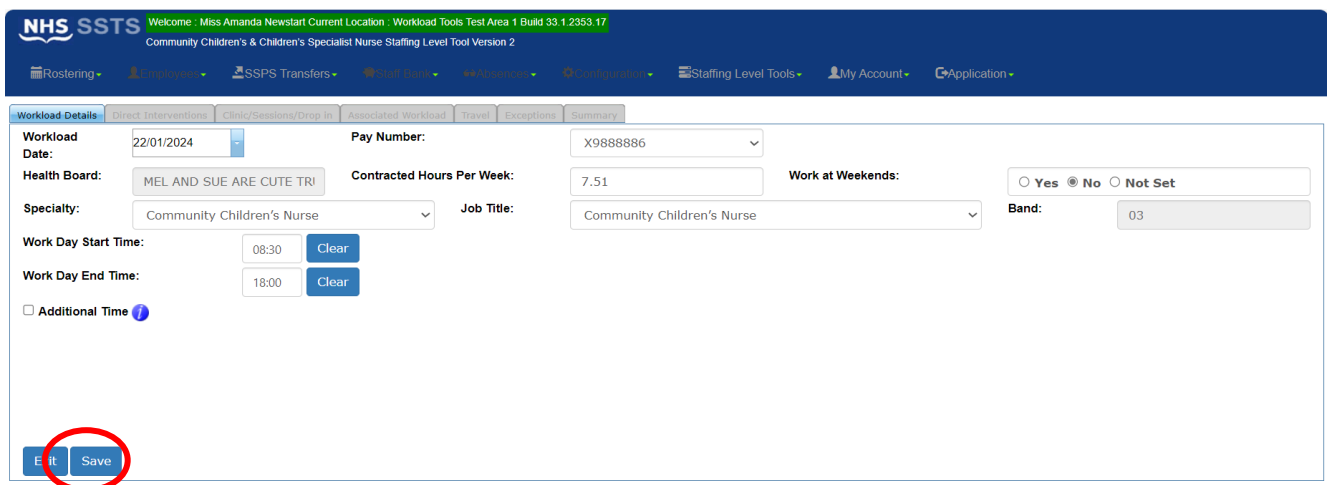 NHS SSTS Welcome : Miss Amanda Newstart Current Location : Workload Tools Test Area 1 Build 33.1.2353.17
Community Children's & Children's Specialist Nurse Staffing Level Tool Version 2
Rostering Employees SSPS Transfers Staff Bank Absences Configuration Staffing Level Tools My Account Application
Workload Details Direct Interventions Clinic/Sessions/Drop In Associated Workload Travel Exceptions Summary
Workload Date: 22/01/2024 Pay Number: X9888886
Health Board: MEL AND SUE ARE CUTE Contracted Hours Per Week: 7.51 Work at Weekends: Yes No Not Set
Specialty: Community Children's Nurse Job Title: Community Children's Nurse Band: 03
Work Day Start Time: 08:30 Clear
Work Day End Time: 18:00 Clear
Additional Time i
Save